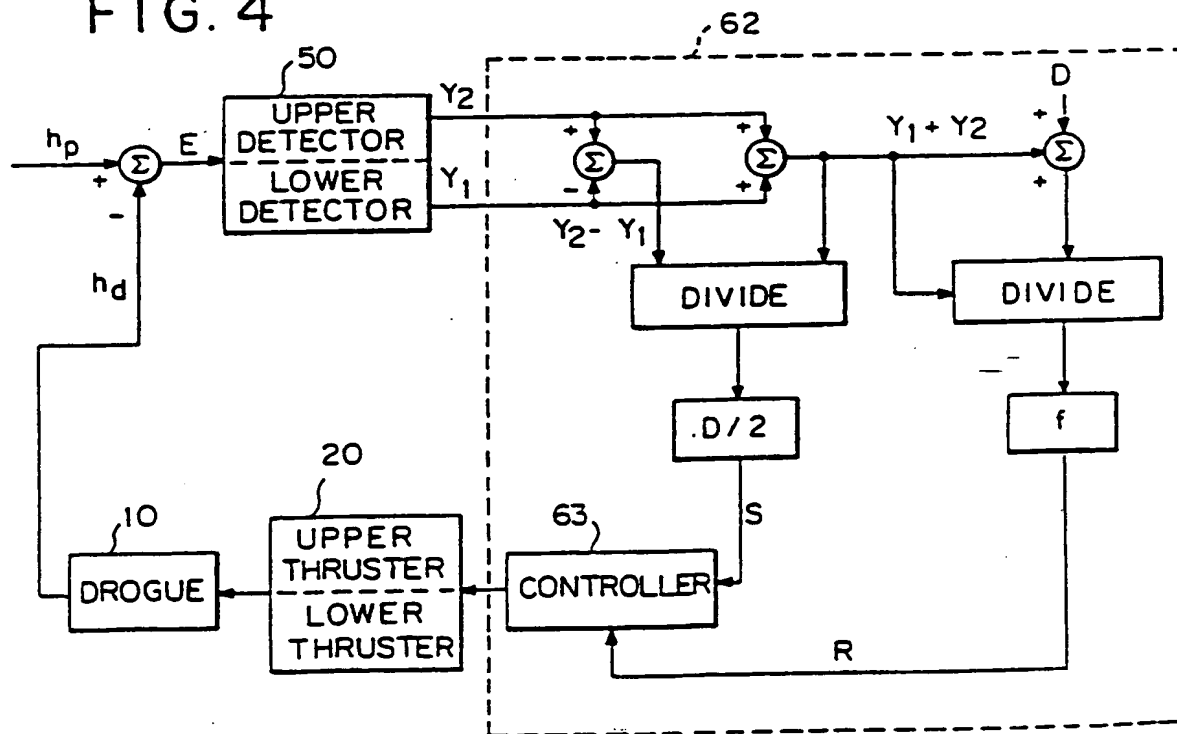 FIG. 4
62
50
D
UPPER
DETECTOR
LOWER
DETECTOR
Y2
Y1
hp
+
Σ
-
E
+
Σ
-
+
Σ
+
Y1 + Y2
+
Σ
+
Y2 - Y1
hd
DIVIDE
DIVIDE
.D/2
f
20
10
63
S
UPPER
THRUSTER
LOWER
THRUSTER
DROGUE
CONTROLLER
R